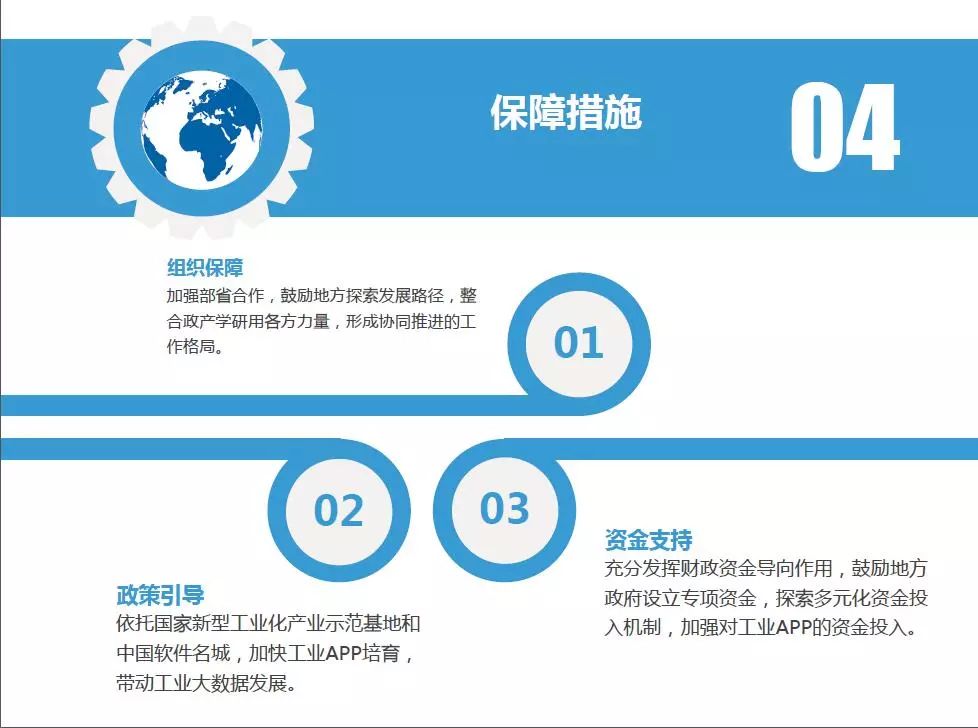 保障措施
04
组织保障
加强部省合作，鼓励地方探索发展路径，整
合政产学研用各方力量，形成协同推进的工
作格局。
01
02
政策引导
依托国家新型工业化产业示范基地和
中国软件名城，加快工业APP培育，
带动工业大数据发展。
03
资金支持
充分发挥财政资金导向作用，鼓励地方
政府设立专项资金，探索多元化资金投
入机制，加强对工业APP的资金投入。